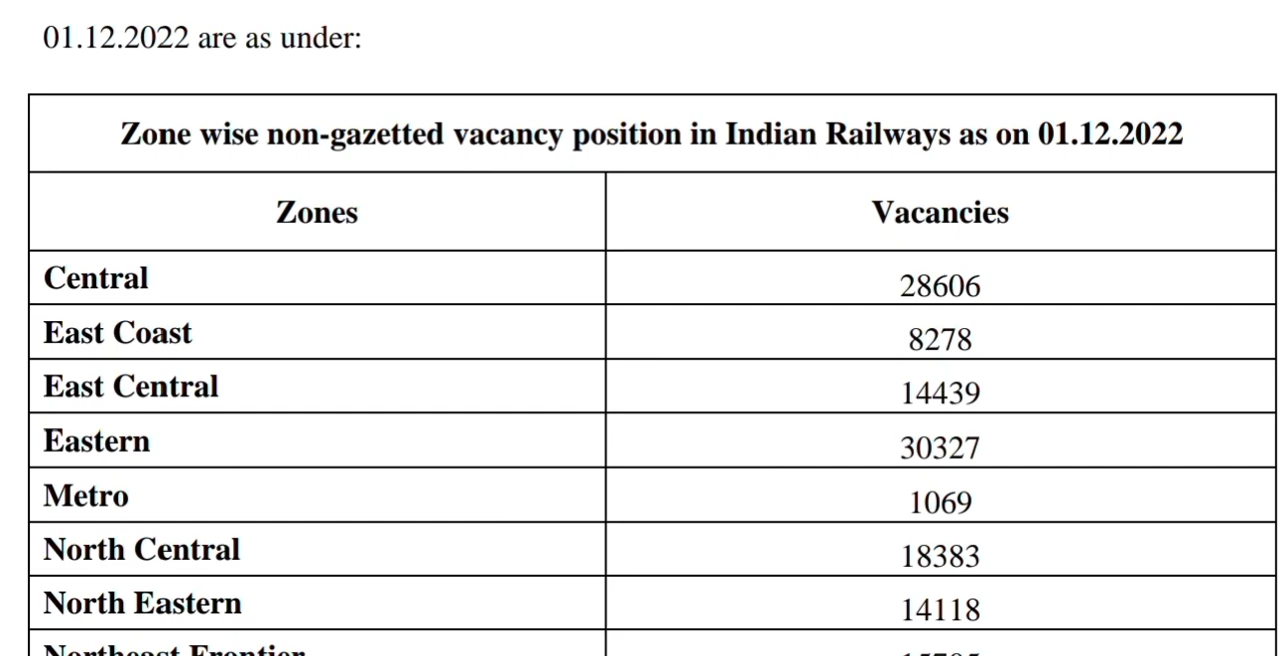 01.12.2022 are as under:
Zone wise non-gazetted vacancy position in Indian Railways as on 01.12.2022
Zones Vacancies
Central 28606
East Coast 8278
East Central 14439
Eastern 30327
Metro 1069
North Central 18383
North Eastern 14118
Northeast Frontier